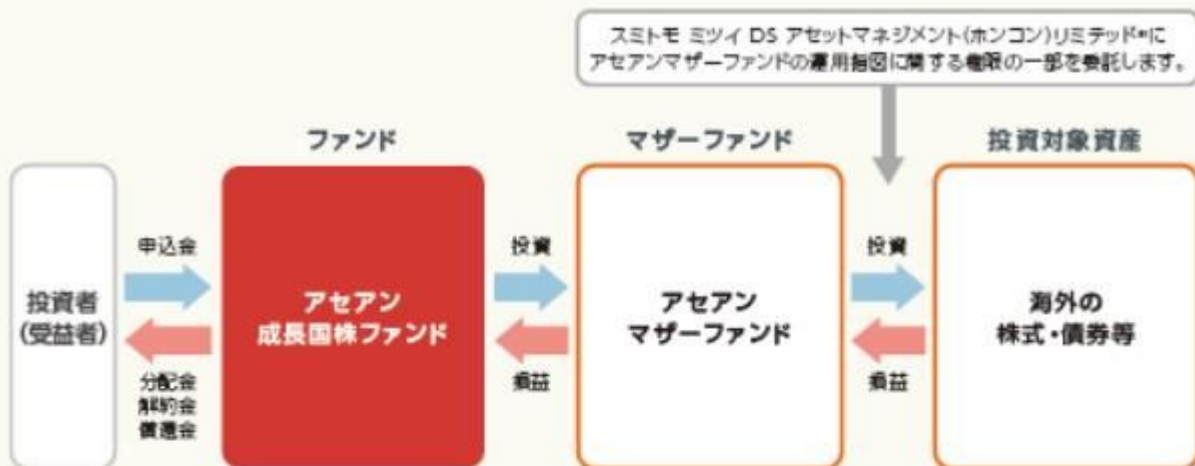 スミトモ ミツイ DS アセットマネジメント(ホンコン)リミテッド※に
アセアンマザーファンドの運用指図に関する権限の一部を委託します。
ファンド
マザーファンド
投資対象資産
投資者
(受益者)
申込金
分配金
解約金
償還金
アセアン
成長国株ファンド
投資
損益
アセアン
マザーファンド
投資
損益
海外の
株式・債券等